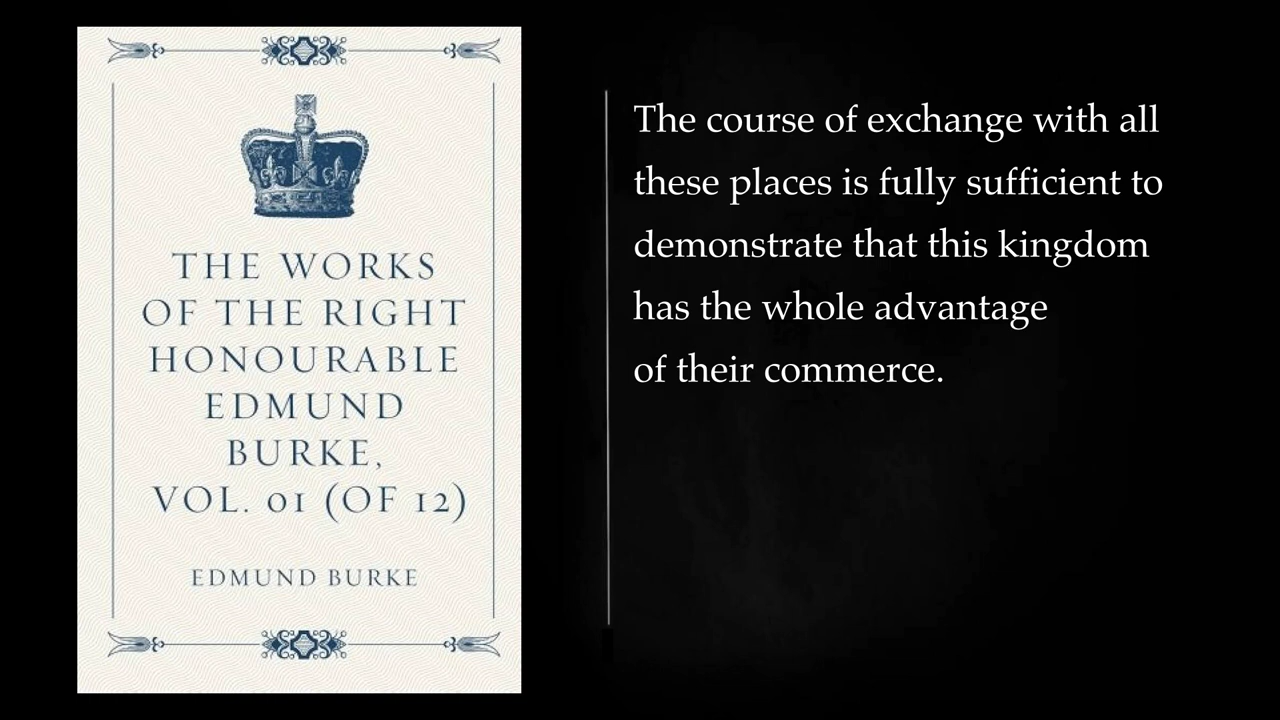 THE WORKS
OF THE RIGHT
HONOURABLE
EDMUND
BURKE,
VOL. 01 (OF 12)
EDMUND BURKE
The course of exchange with all
these places is fully sufficient to
demonstrate that this kingdom
has the whole advantage
of their commerce.